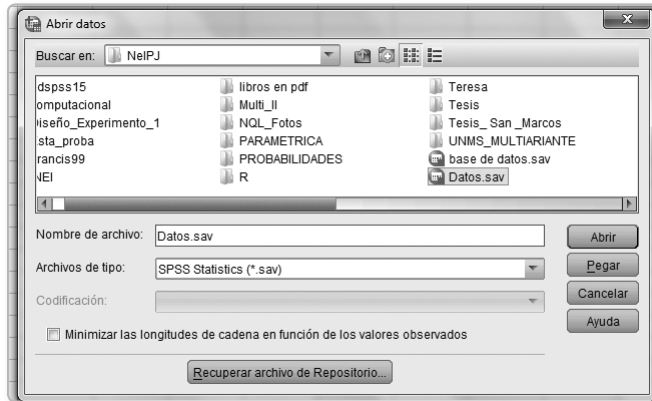 Abrir datos
Buscar en: NelPJ
dspss15
omputacional
iseño_Experimento_1
sta_proba
rancis99
NEI
libros en pdf
Multi_II
NQL_Fotos
PARAMETRICA
PROBABILIDADES
R
Teresa
Tesis
Tesis_ San _Marcos
UNMS_MULTIARIANTE
base de datos.sav
Datos.sav
Nombre de archivo: Datos.sav
Abrir
Archivos de tipo: SPSS Statistics (*.sav)
Pegar
Codificación:
Cancelar
Minimizar las longitudes de cadena en función de los valores observados
Ayuda
Recuperar archivo de Repositorio...